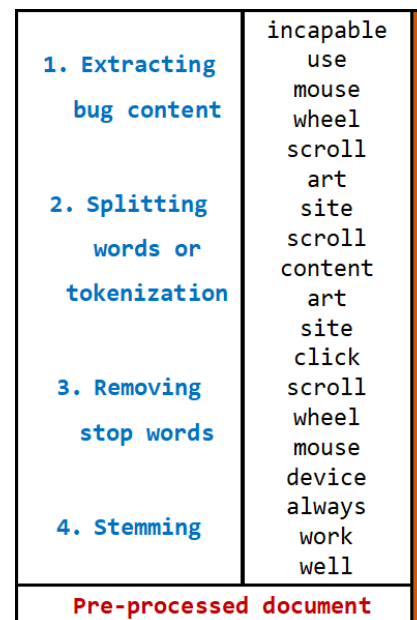 1. Extracting
bug content
2. Splitting
words or
tokenization
3. Removing
stop words
4. Stemming
incapable
use
mouse
wheel
scroll
art
site
scroll
content
art
site
click
scroll
wheel
mouse
device
always
work
well
Pre-processed document